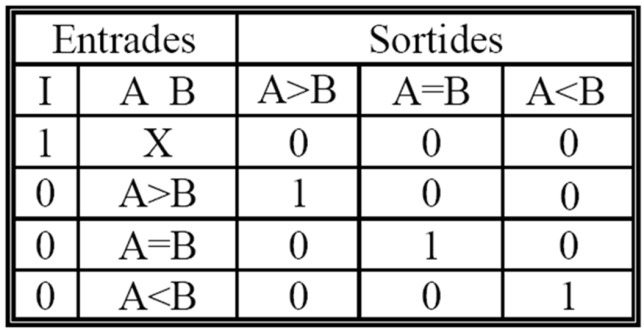 Entrades Sortides
I A B A>B A=B A<B
1 X 0 0 0
0 A>B 1 0 0
0 A=B 0 1 0
0 A<B 0 0 1